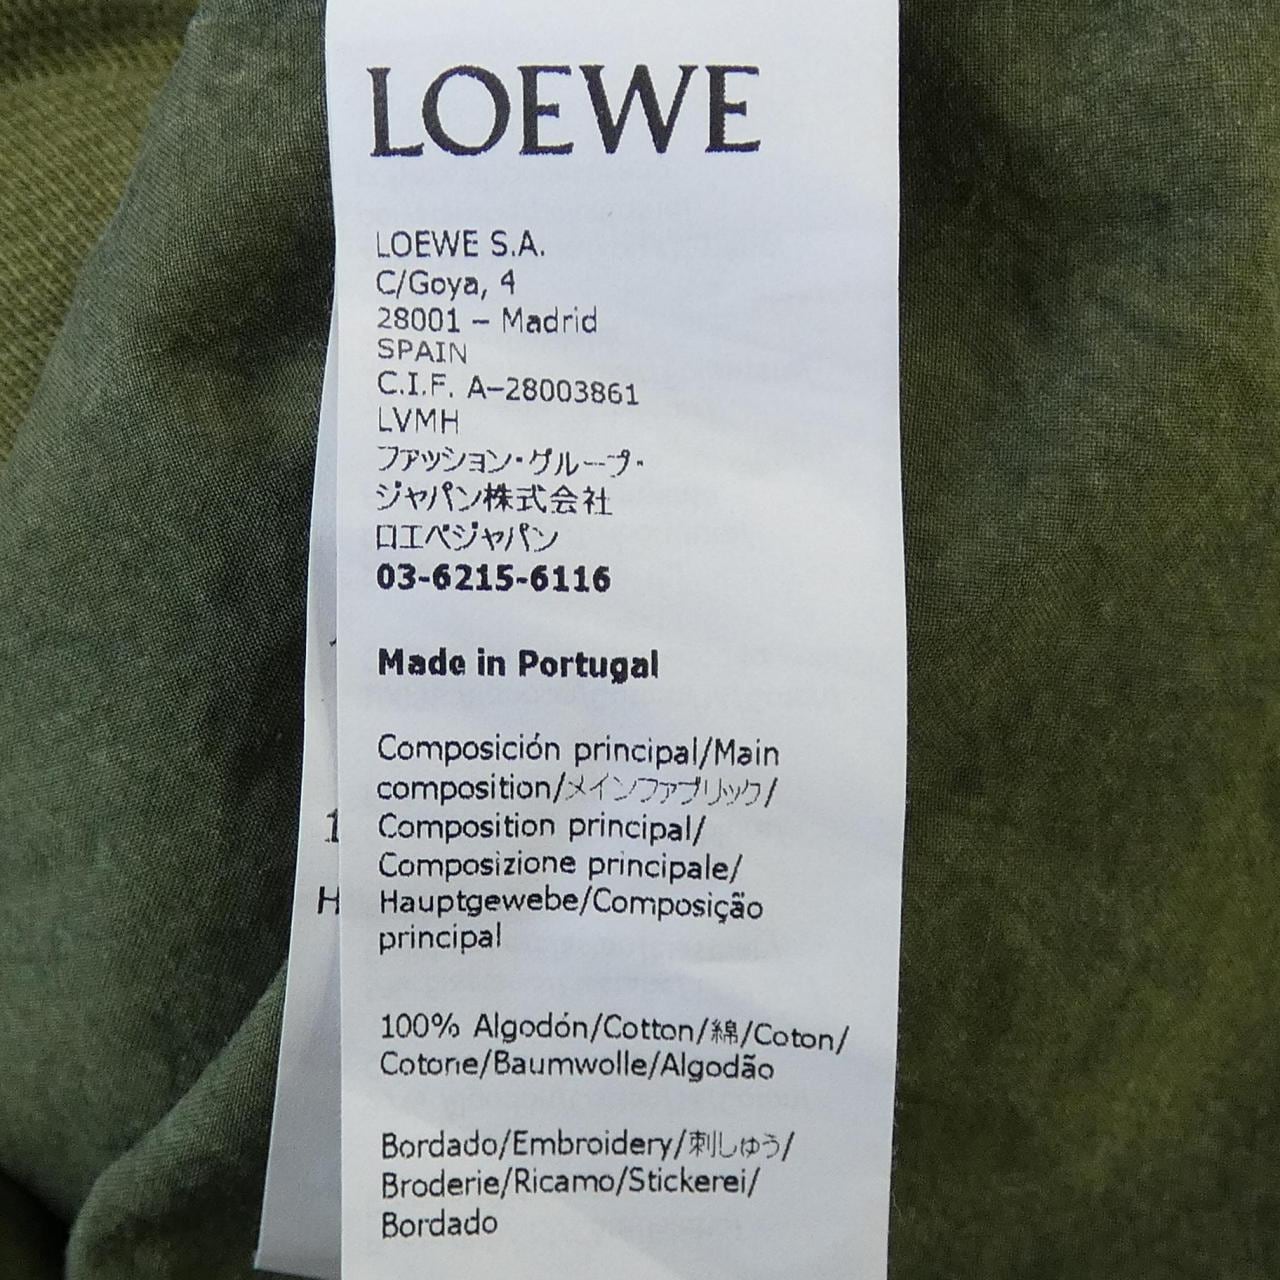 LOEWE
LOEWE S.A.
C/Goya, 4
28001 – Madrid
SPAIN
C.I.F. A–28003861
LVMH
ファッション・グループ・
ジャパン株式会社
ロエベジャパン
03-6215-6116
Made in Portugal
Composición principal/Main
composition/メインファブリック/
Composition principal/
Composizione principale/
Hauptgewebe/Composição
principal
100% Algodón/Cotton/綿/Coton/
Cotone/Baumwolle/Algodão
Bordado/Embroidery/刺しゅう/
Broderie/Ricamo/Stickerei/
Bordado